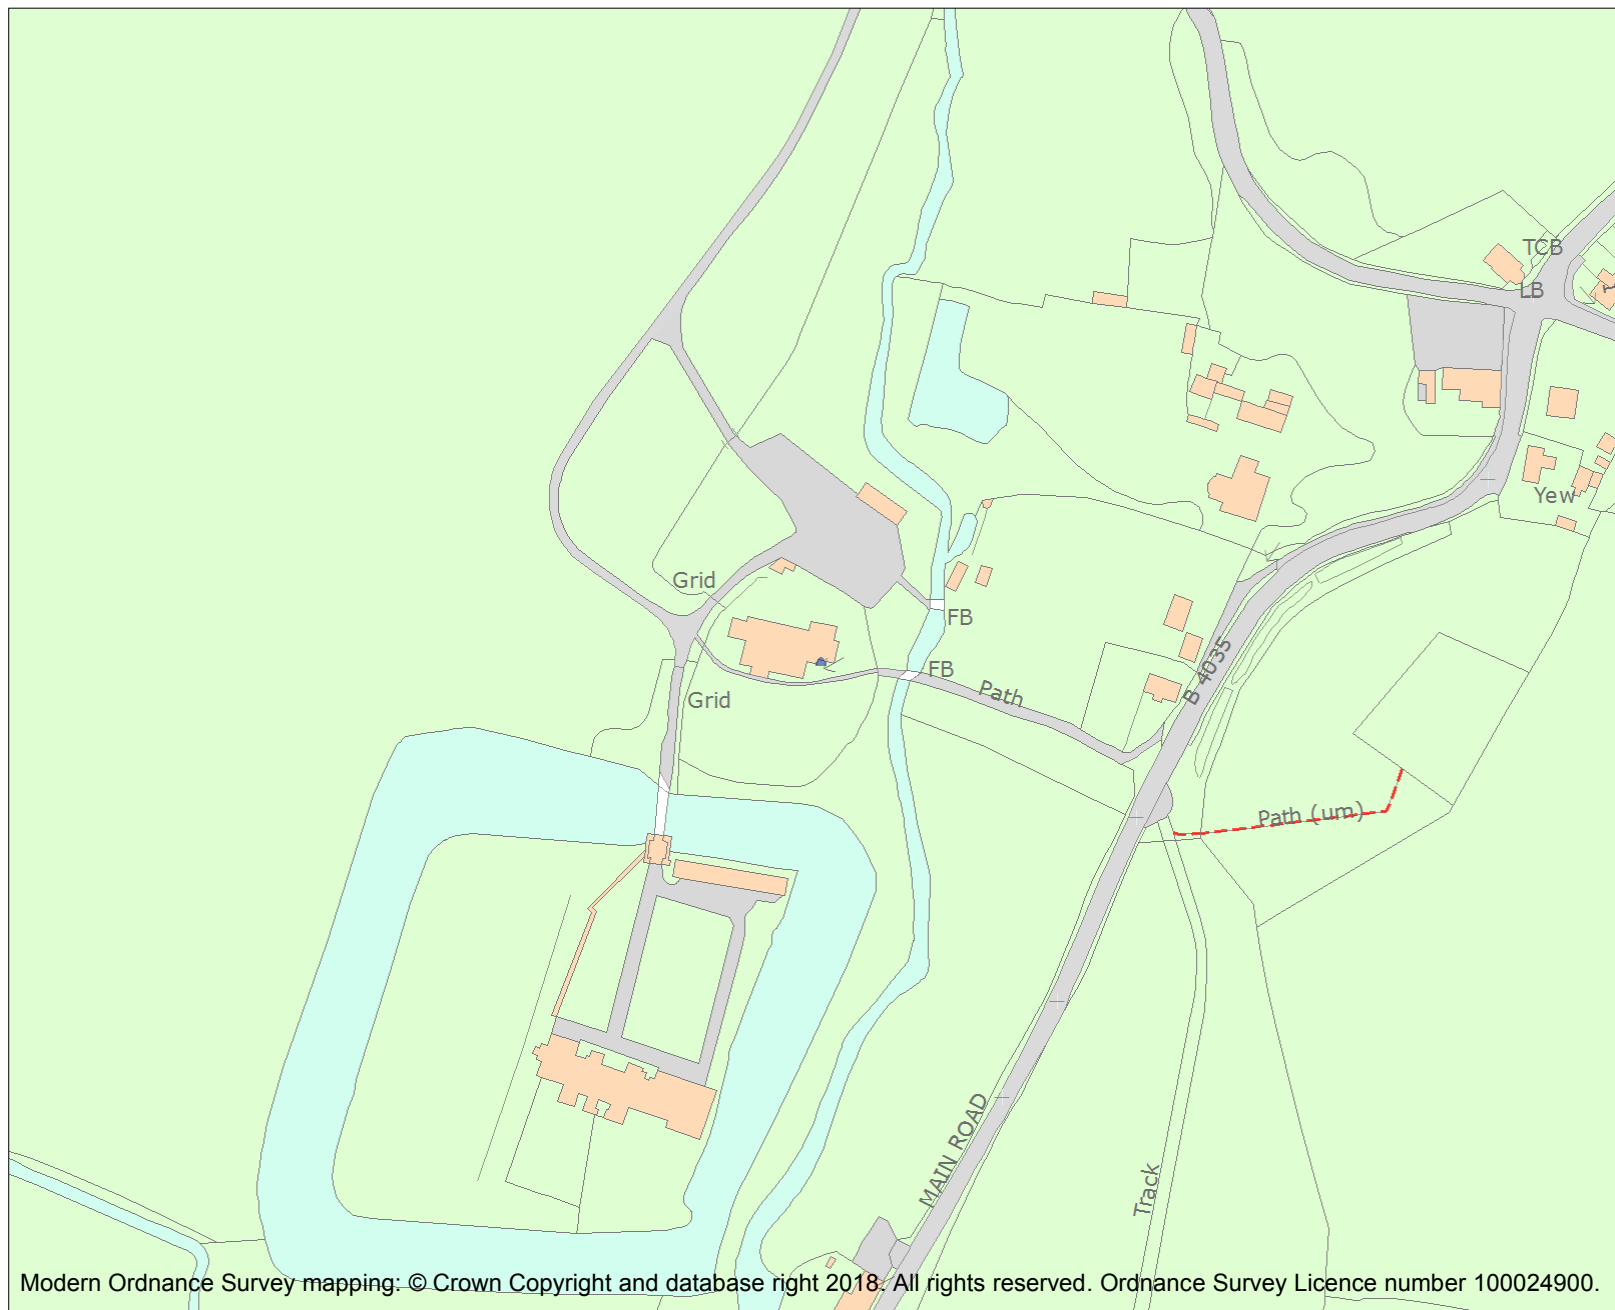 TCB
LB
Yew
Grid
FB
FB
B 4035
Path
Grid
Path (um)
MAIN ROAD
Track
Modern Ordnance Survey mapping: © Crown Copyright and database right 2018. All rights reserved. Ordnance Survey Licence number 100024900.